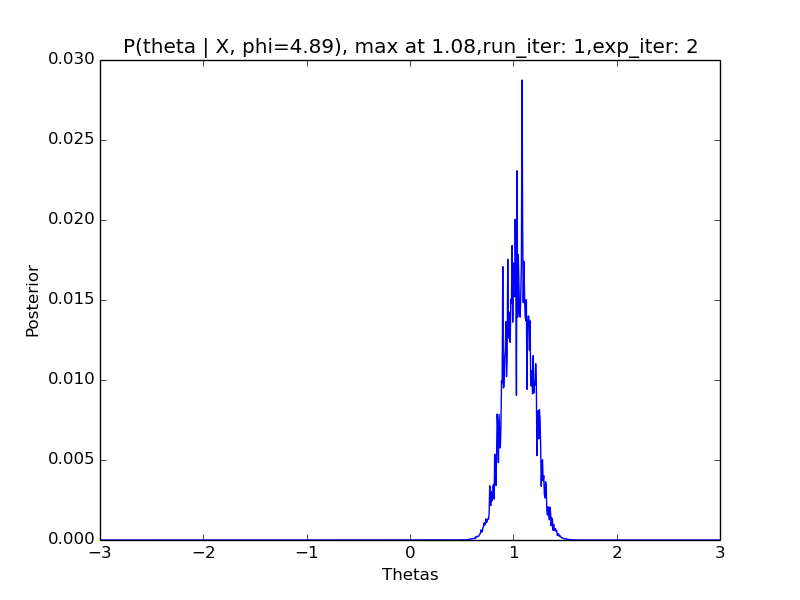 P(theta | X, phi=4.89), max at 1.08,run_iter: 1,exp_iter: 2
0.030
0.025
0.020
0.015
0.010
0.005
0.000
Posterior
−3 −2 −1 0 1 2 3
Thetas